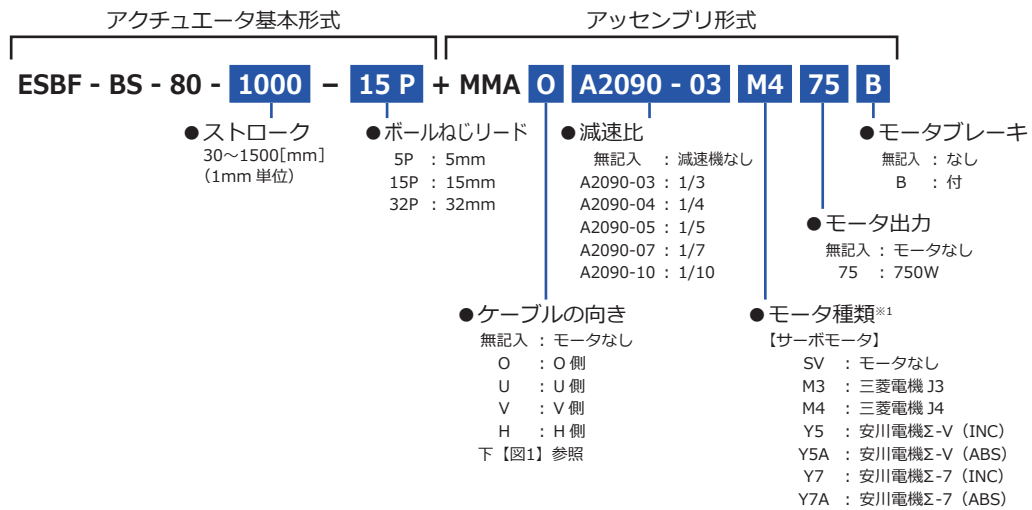 アクチュエータ基本形式
アッセンブリ形式
ESBF - BS - 80 - 1000 – 15 P + MMA O A2090 - 03 M4 75 B
●ストローク
30～1500[mm]
（1mm 単位）
●ボールねじリード
5P : 5mm
15P : 15mm
32P : 32mm
●減速比
無記入 : 減速機なし
A2090-03 : 1/3
A2090-04 : 1/4
A2090-05 : 1/5
A2090-07 : 1/7
A2090-10 : 1/10
●モータブレーキ
無記入 : なし
B : 付
●モータ出力
無記入 : モータなし
75 : 750W
●ケーブルの向き
無記入 : モータなし
O : O 側
U : U 側
V : V 側
H : H 側
下【図1】参照
●モータ種類※1
【サーボモータ】
SV : モータなし
M3 : 三菱電機 J3
M4 : 三菱電機 J4
Y5 : 安川電機Σ-V（INC）
Y5A : 安川電機Σ-V（ABS）
Y7 : 安川電機Σ-7（INC）
Y7A : 安川電機Σ-7（ABS）